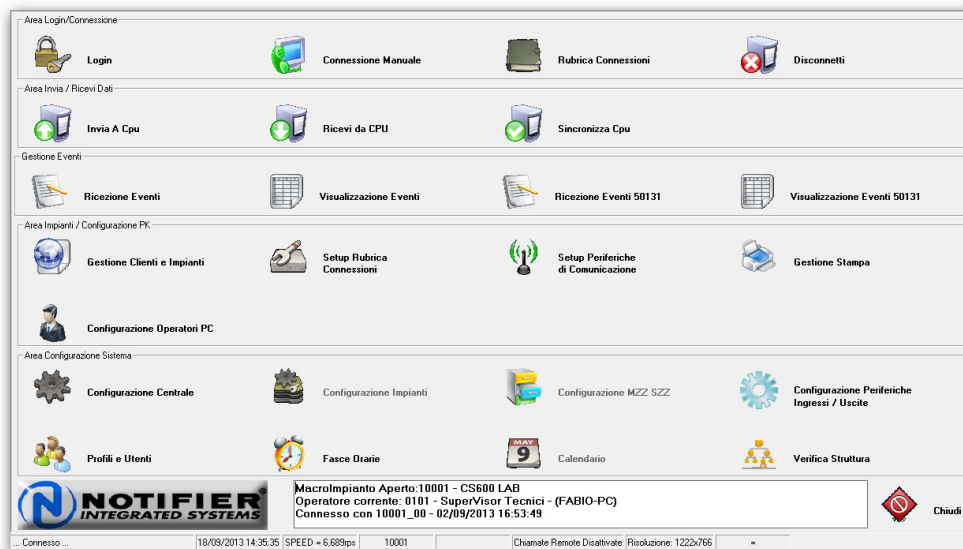 Area Login/Connessione
Login
Connessione Manuale
Rubrica Connessioni
Disconnetti
Area Invia / Ricevi Dati
Invia A Cpu
Ricevi da CPU
Sincronizza Cpu
Gestione Eventi
Ricezione Eventi
Visualizzazione Eventi
Ricezione Eventi 50131
Visualizzazione Eventi 50131
Area Impianti / Configurazione PK
Gestione Clienti e Impianti
Setup Rubrica
Connessioni
Setup Periferiche
di Comunicazione
Gestione Stampa
Configurazione Operatori PC
Area Configurazione Sistema
Configurazione Centrale
Configurazione Impianti
Configurazione MZZ SZZ
Configurazione Periferiche
Ingressi / Uscite
Profili e Utenti
Fasce Orarie
MAY
9
Calendario
Verifica Struttura
NOTIFIER®
INTEGRATED SYSTEMS
MacroImpianto Aperto:10001 - CS600 LAB
Operatore corrente: 0101 - SuperVisor Tecnici - (FABIO-PC)
Connesso con 10001_00 - 02/09/2013 16:53:49
Chiudi
... Connesso ...
18/09/2013 14:35:35
SPEED = 6,689rps
10001
Chiamate Remote Disattivate
Risoluzione: 1222x766
=